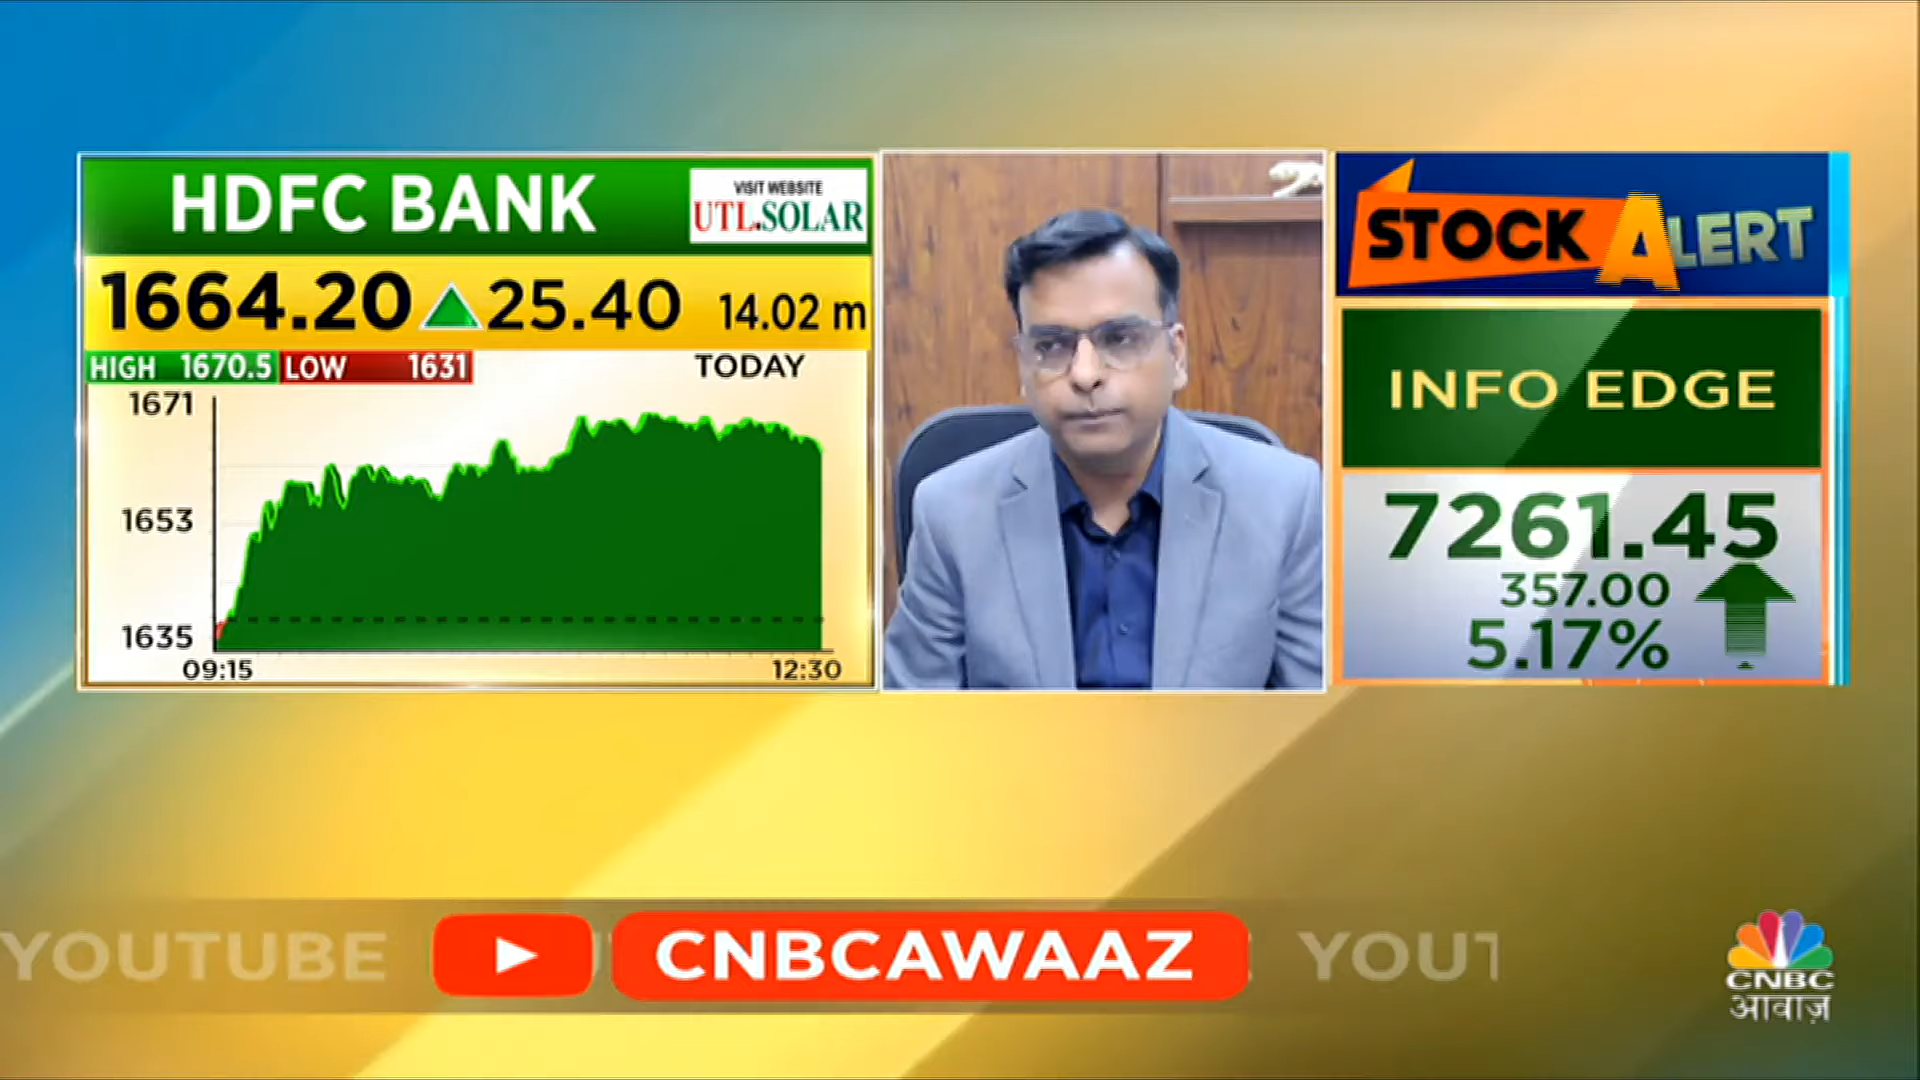 HDFC BANK
VISIT WEBSITE
UTL.SOLAR
1664.20 25.40 14.02 m
HIGH 1670.5 LOW 1631 TODAY
1671
1653
1635
09:15 12:30
STOCK ALERT
INFO EDGE
7261.45
357.00
5.17%
YOUTUBE CNBCAWAAZ YOUT
CNBC
आवाज़